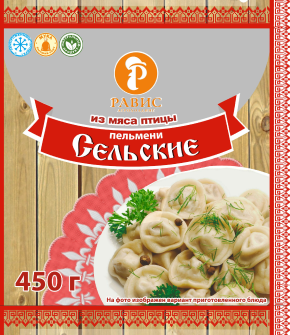 РАВИС
из мяса птицы
пельмени
Сельские
450 г
На фото изображен вариант приготовленного блюда